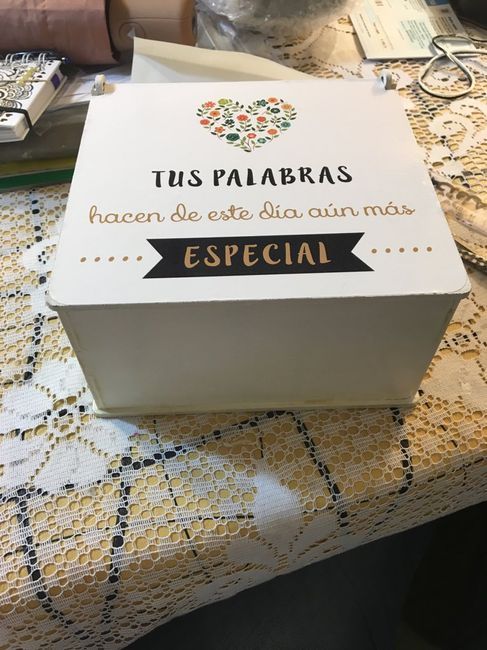 TUS PALABRAS
hacen de este día aún más
ESPECIAL